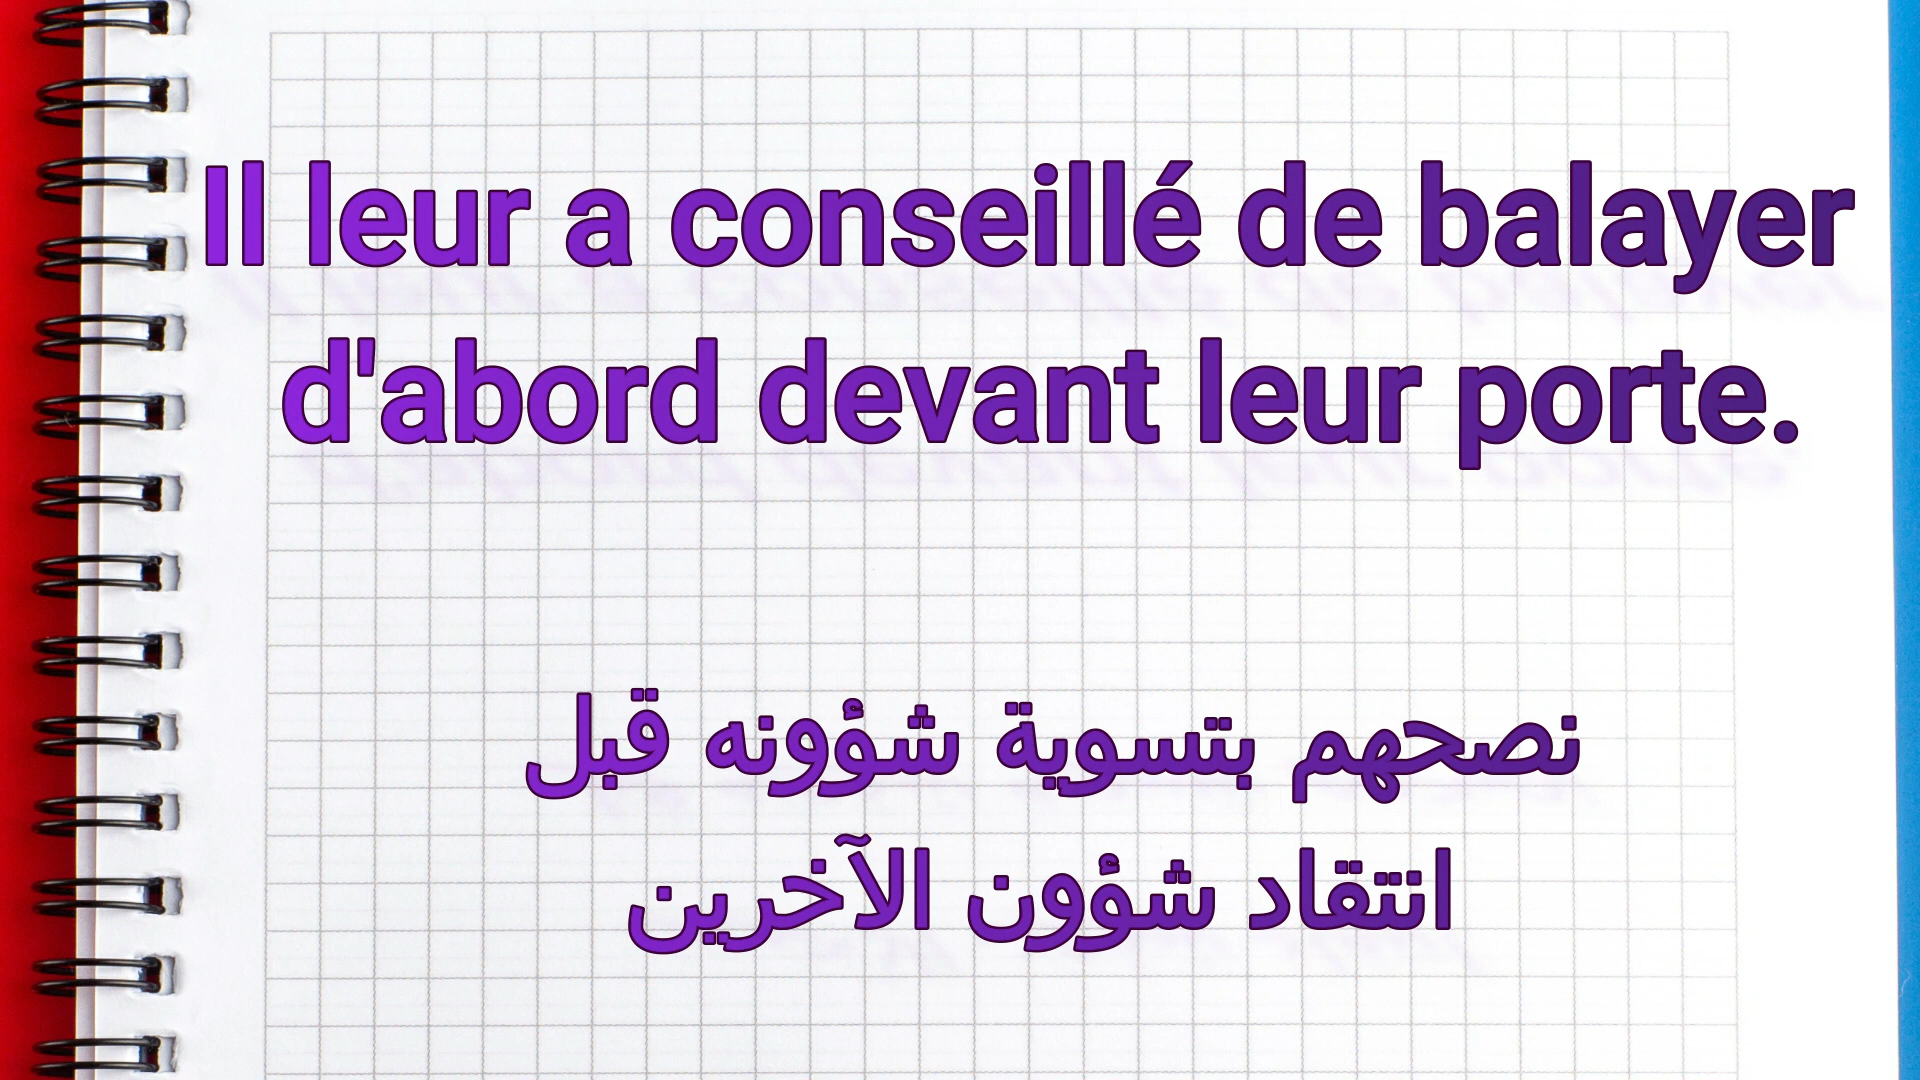 Il leur a conseillé de balayer
d'abord devant leur porte.
نصحهم بتسوية شؤونه قبل
انتقاد شؤون الآخرين